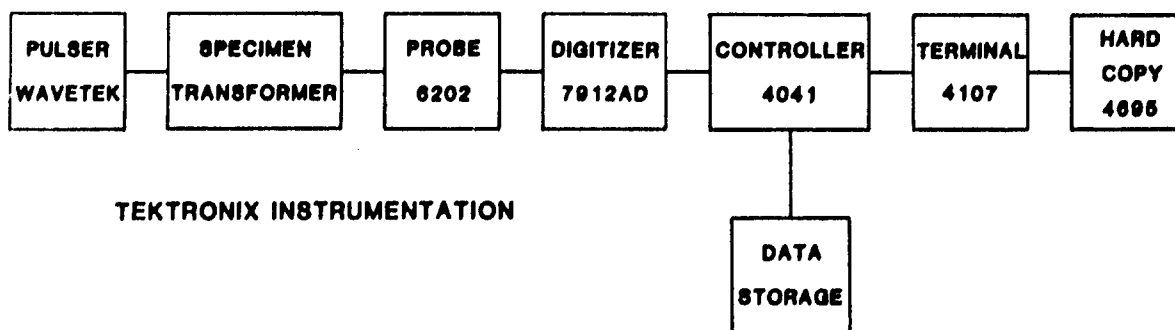 PULSER
WAVETEK
SPECIMEN
TRANSFORMER
PROBE
6202
DIGITIZER
7912AD
CONTROLLER
4041
TERMINAL
4107
HARD
COPY
4695
TEKTRONIX INSTRUMENTATION
DATA
STORAGE